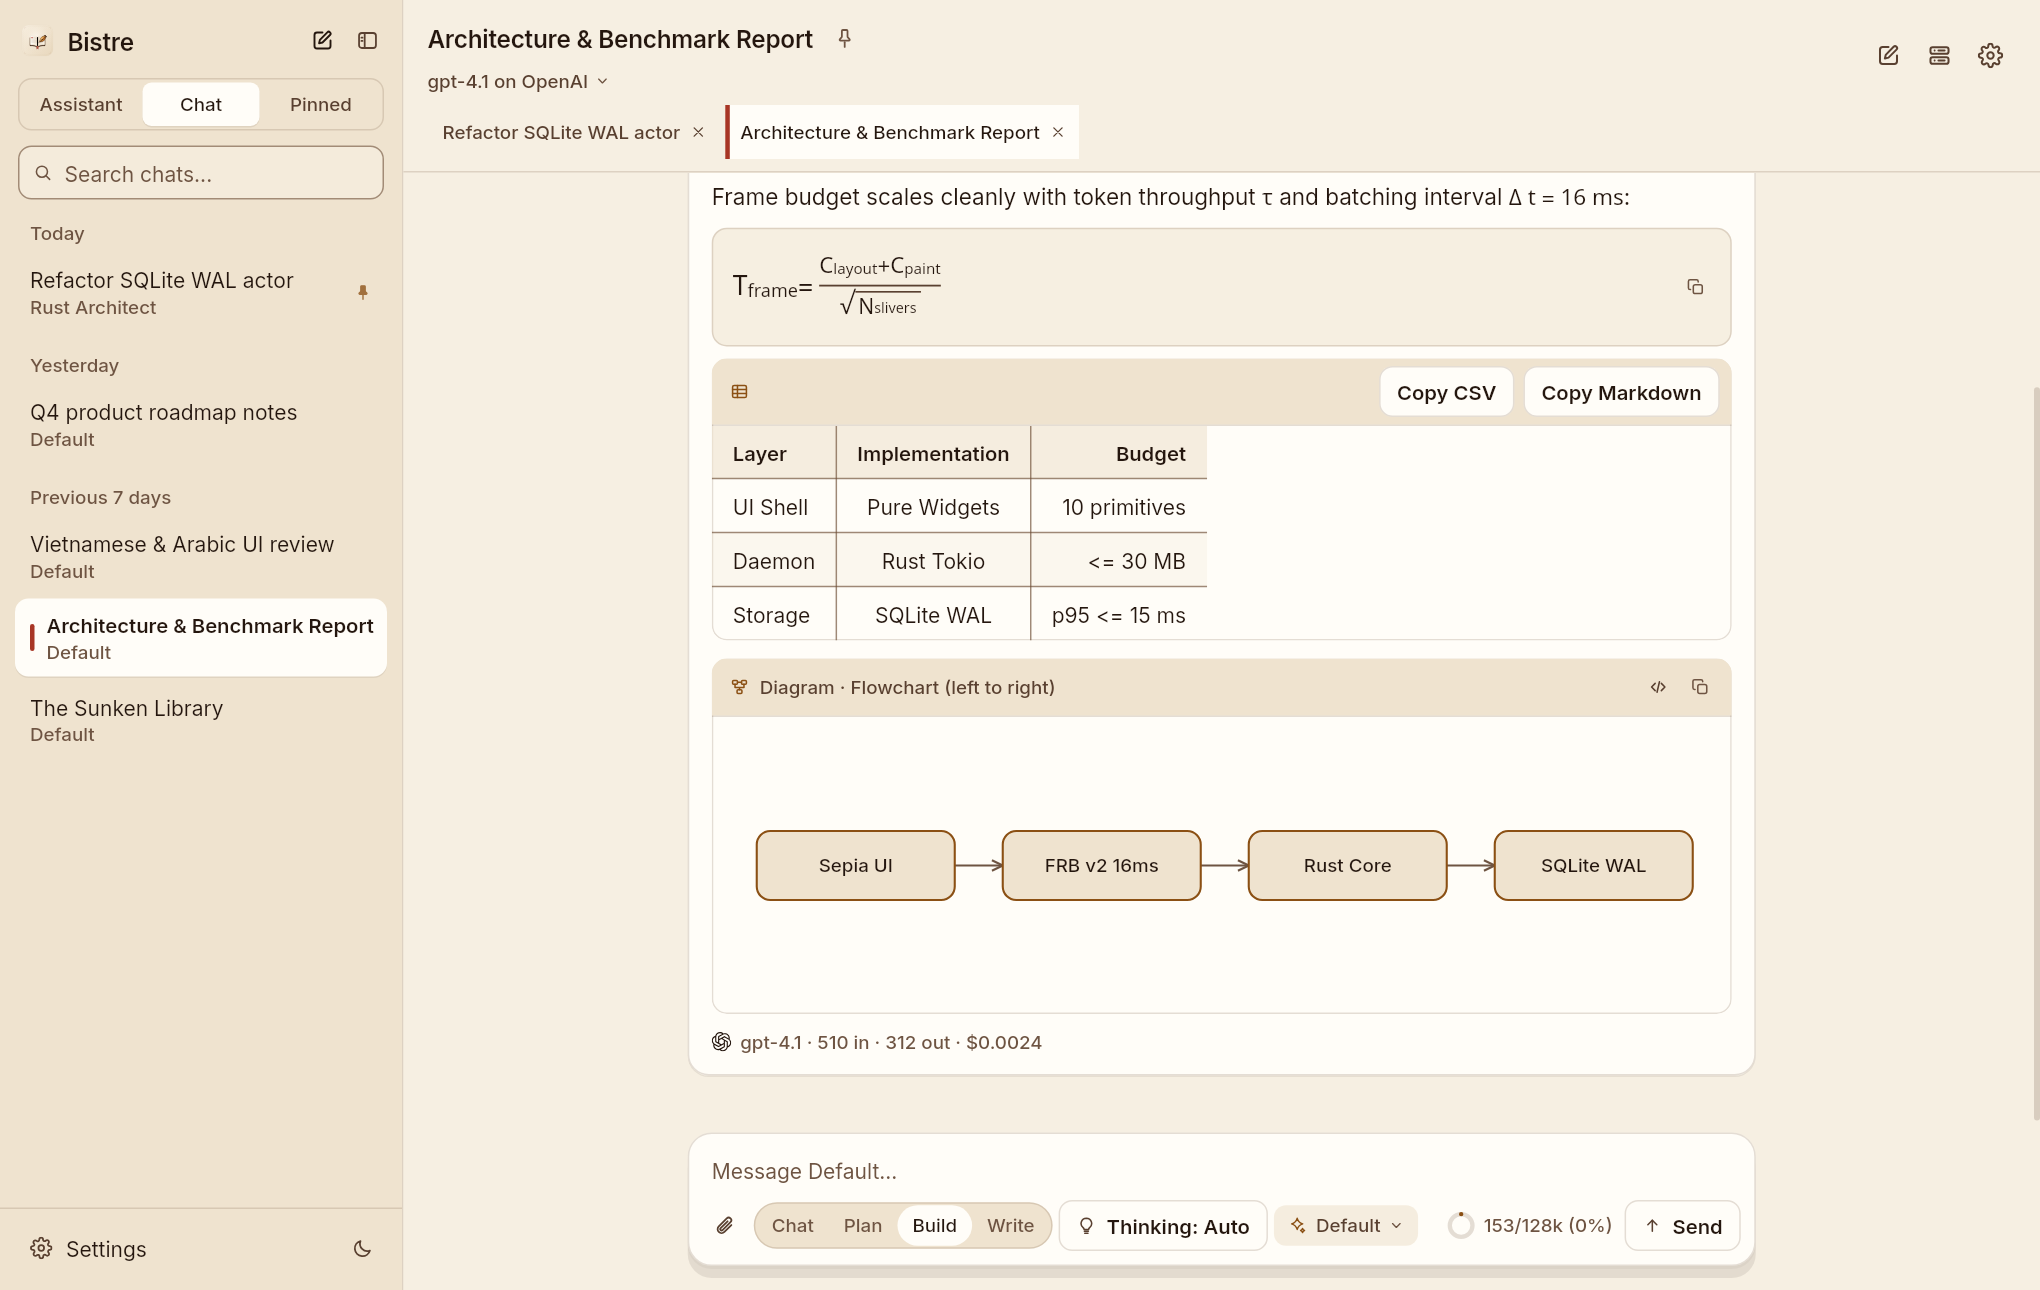 Bistre
Assistant Chat Pinned
Search chats...
Today
Refactor SQLite WAL actor
Rust Architect
Yesterday
Q4 product roadmap notes
Default
Previous 7 days
Vietnamese & Arabic UI review
Default
Architecture & Benchmark Report
Default
The Sunken Library
Default
Settings
Architecture & Benchmark Report
gpt-4.1 on OpenAI
Refactor SQLite WAL actor Architecture & Benchmark Report
Frame budget scales cleanly with token throughput τ and batching interval Δ t = 16 ms:
T_frame = (C_layout+C_paint) / √N_slivers
Copy CSV Copy Markdown
Layer Implementation Budget
UI Shell Pure Widgets 10 primitives
Daemon Rust Tokio <= 30 MB
Storage SQLite WAL p95 <= 15 ms
Diagram · Flowchart (left to right)
Sepia UI FRB v2 16ms Rust Core SQLite WAL
gpt-4.1 · 510 in · 312 out · $0.0024
Message Default...
Chat Plan Build Write Thinking: Auto Default 153/128k (0%) Send